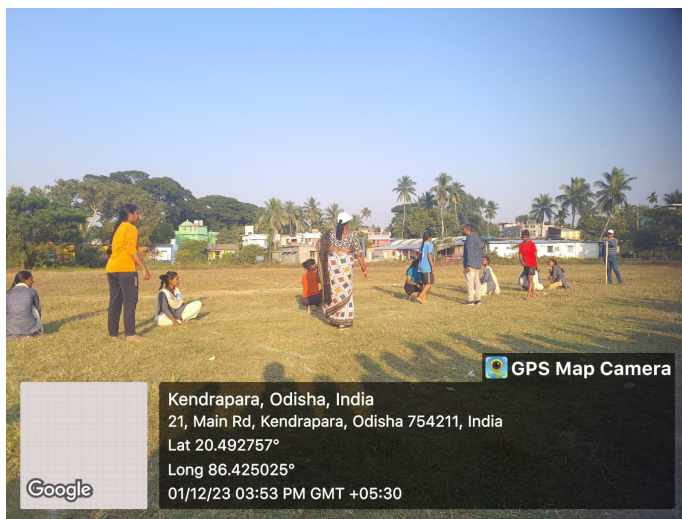 GPS Map Camera
Kendrapara, Odisha, India
21, Main Rd, Kendrapara, Odisha 754211, India
Lat 20.492757°
Long 86.425025°
01/12/23 03:53 PM GMT +05:30
Google